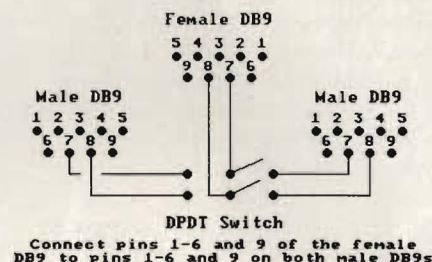 Female DB9
5 4 3 2 1
9 8 7 6
Male DB9
1 2 3 4 5
6 7 8 9
Male DB9
1 2 3 4 5
6 7 8 9
DPDT Switch
Connect pins 1-6 and 9 of the female
DB9 to pins 1-6 and 9 on both male DB9s